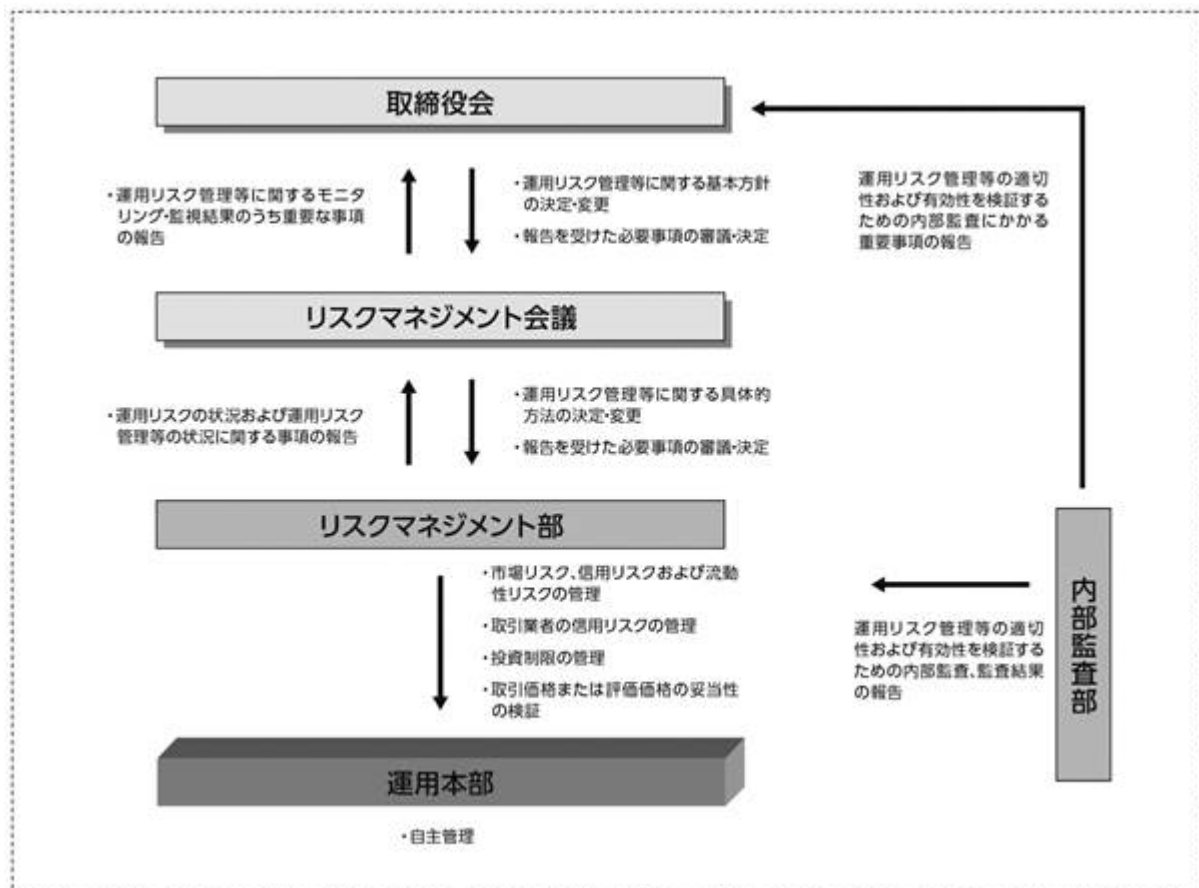 取締役会
・運用リスク管理等に関するモニタ
リング・監視結果のうち重要な事項
の報告
・運用リスク管理等に関する基本方針
の決定・変更
・報告を受けた必要事項の審議・決定
運用リスク管理等の適切
性および有効性を検証する
ための内部監査にかかる
重要事項の報告
リスクマネジメント会議
・運用リスクの状況および運用リスク
管理等の状況に関する事項の報告
・運用リスク管理等に関する具体的
方法の決定・変更
・報告を受けた必要事項の審議・決定
リスクマネジメント部
・市場リスク、信用リスクおよび流動
性リスクの管理
・取引業者の信用リスクの管理
・投資制限の管理
・取引価格または評価価格の妥当性
の検証
運用リスク管理等の適切
性および有効性を検証する
ための内部監査、監査結果
の報告
内部監査部
運用本部
・自主管理